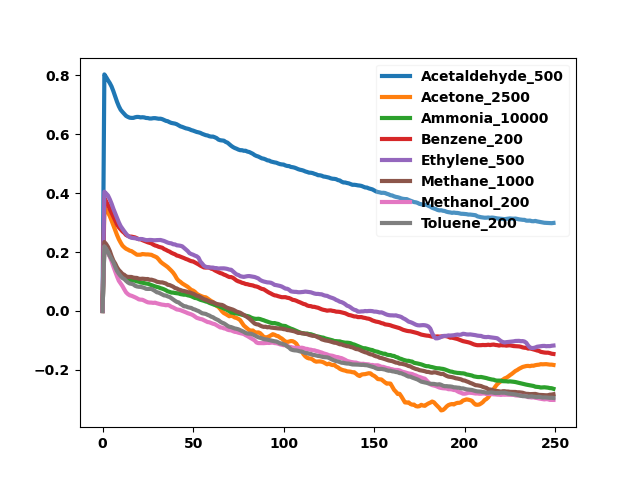 0.8
0.6
0.4
0.2
0.0
−0.2
Acetaldehyde_500
Acetone_2500
Ammonia_10000
Benzene_200
Ethylene_500
Methane_1000
Methanol_200
Toluene_200
0 50 100 150 200 250